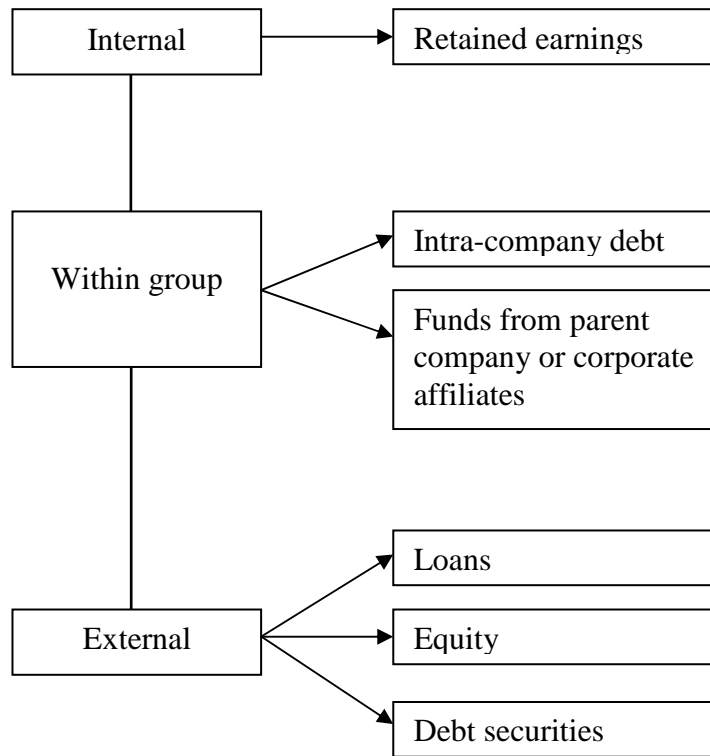 Internal
Retained earnings
Within group
Intra-company debt
Funds from parent
company or corporate
affiliates
External
Loans
Equity
Debt securities